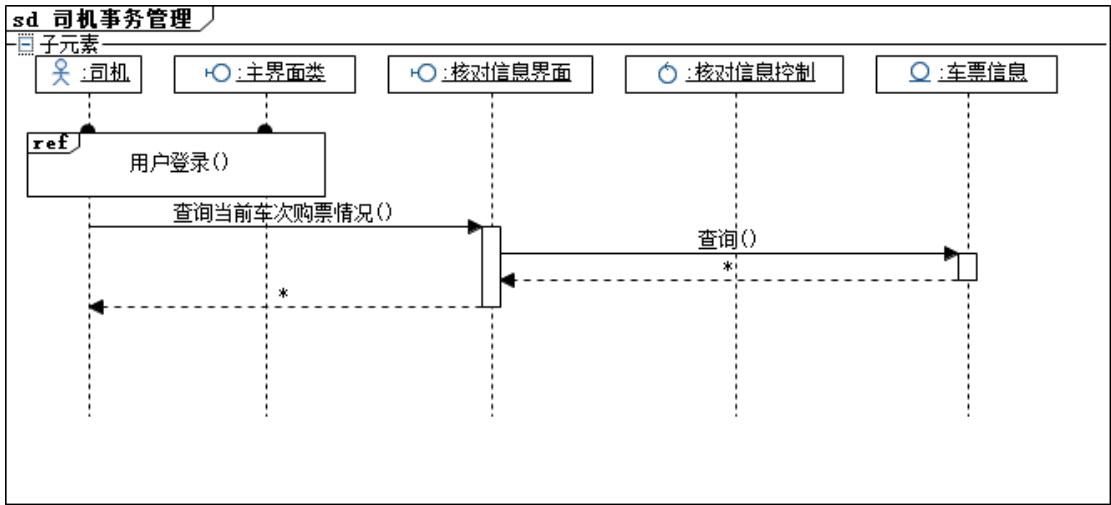 sd 司机事务管理
子元素
:司机
:主界面类
:核对信息界面
:核对信息控制
:车票信息
ref
用户登录()
查询当前车次购票情况()
查询()
*
*